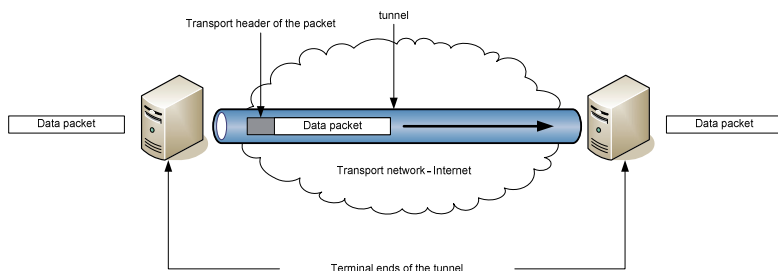 Transport header of the packet
tunnel
Data packet
Data packet
Data packet
Transport network - Internet
Terminal ends of the tunnel